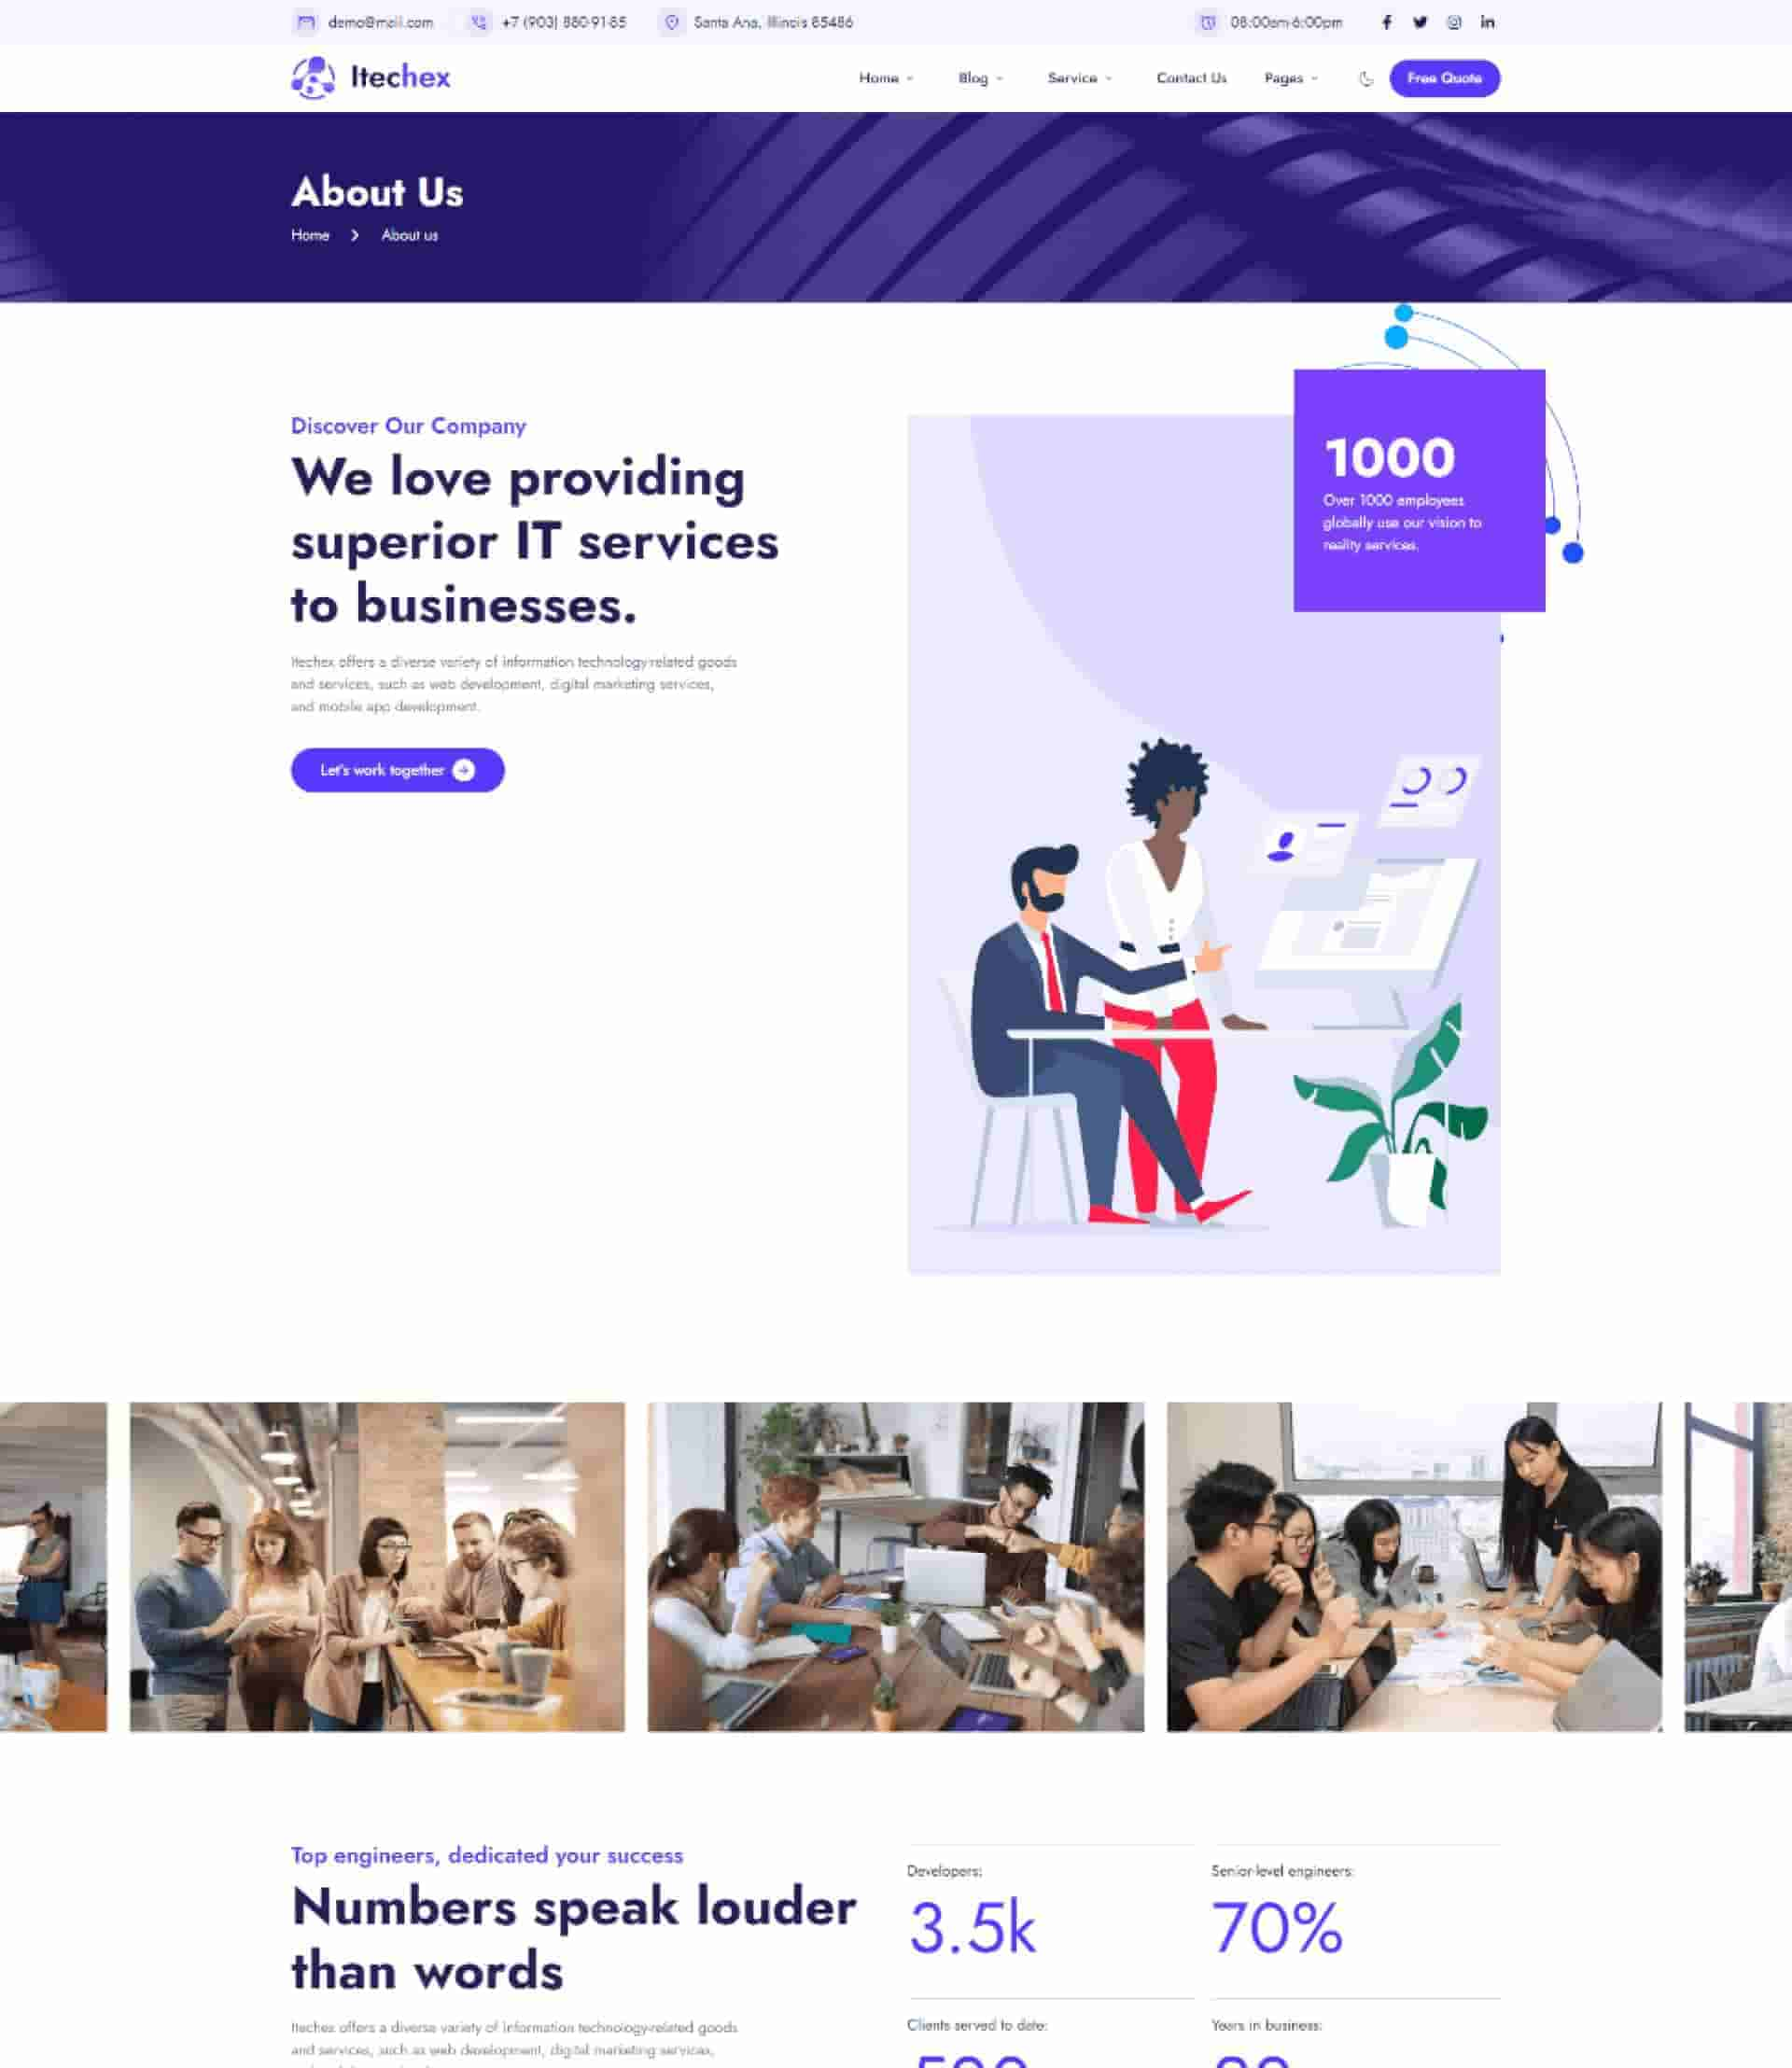 demo@mail.com
+7 (903) 880-91-85
Santa Ana, Illinois 85486
08:00am-6:00pm
Itechex
Home
Blog
Service
Contact Us
Pages
Free Quote
About Us
Home
About us
Discover Our Company
We love providing
superior IT services
to businesses.
Itechex offers a diverse variety of information technology-related goods
and services, such as web development, digital marketing services,
and mobile app development.
Let's work together
1000
Over 1000 employees
globally use our vision to
reality services.
Top engineers, dedicated your success
Numbers speak louder
than words
Itechex offers a diverse variety of information technology-related goods
and services, such as web development, digital marketing services,
Developers:
3.5k
Senior-level engineers:
70%
Clients served to date:
Years in business: